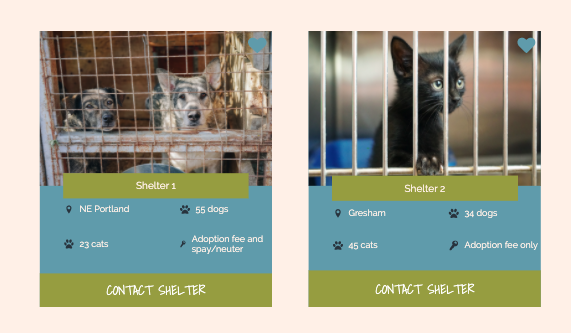 Shelter 1
NE Portland
55 dogs
23 cats
Adoption fee and
spay/neuter
CONTACT SHELTER
Shelter 2
Gresham
34 dogs
45 cats
Adoption fee only
CONTACT SHELTER